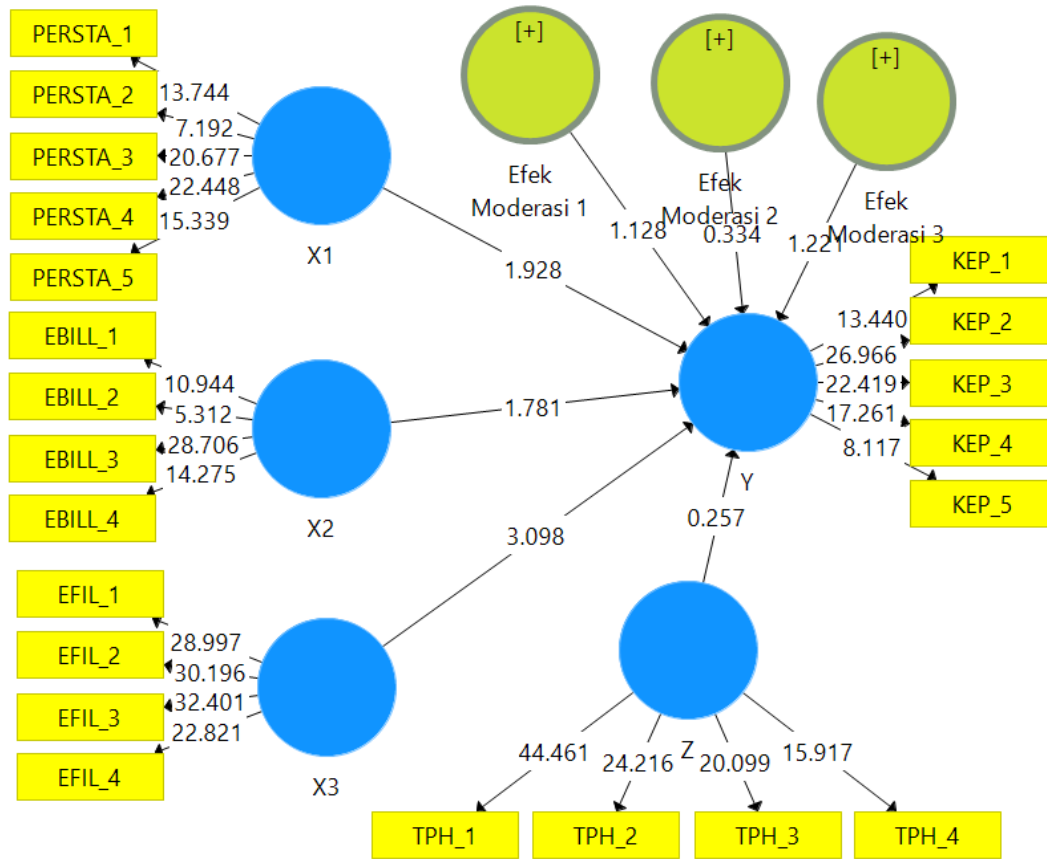 PERSTA_1
PERSTA_2
PERSTA_3
PERSTA_4
PERSTA_5
13.744
7.192
20.677
22.448
15.339
X1
[+]
[+]
[+]
Efek
Moderasi 1
Efek
Moderasi 2
Efek
Moderasi 3
1.128
0.334
1.221
1.928
EBILL_1
EBILL_2
EBILL_3
EBILL_4
10.944
5.312
28.706
14.275
X2
1.781
KEP_1
KEP_2
KEP_3
KEP_4
KEP_5
13.440
26.966
22.419
17.261
8.117
Y
EFIL_1
EFIL_2
EFIL_3
EFIL_4
28.997
30.196
32.401
22.821
X3
3.098
0.257
Z
44.461
24.216
20.099
15.917
TPH_1
TPH_2
TPH_3
TPH_4